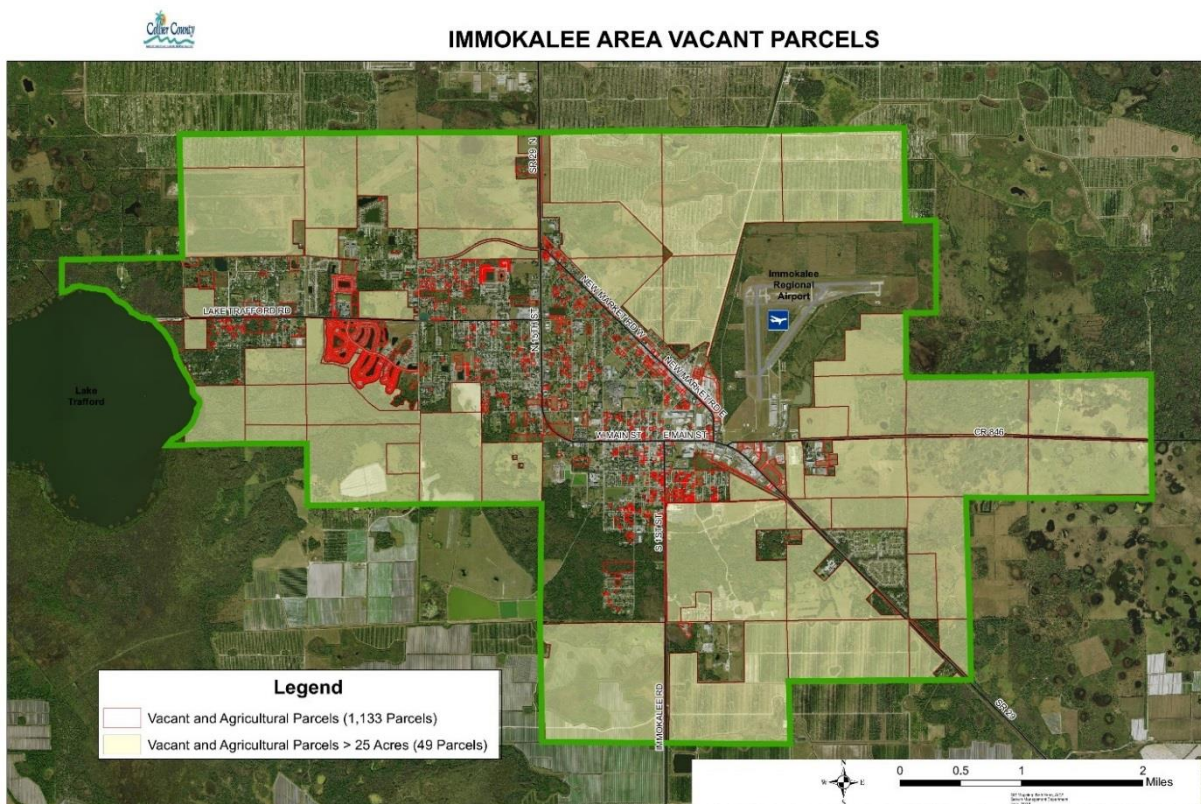 Collier County
IMMOKALEE AREA VACANT PARCELS
SR 29 N
NEW MARKET RD W
Immokalee
Regional
Airport
LAKE TRAFFORD RD
N 15TH ST
NEW MARKET RD E
Lake
Trafford
W MAIN ST
E MAIN ST
CR 846
S 1ST ST
IMMOKALEE RD
SR 29
Legend
Vacant and Agricultural Parcels (1,133 Parcels)
Vacant and Agricultural Parcels > 25 Acres (49 Parcels)
N
W
E
S
0 0.5 1 2
Miles